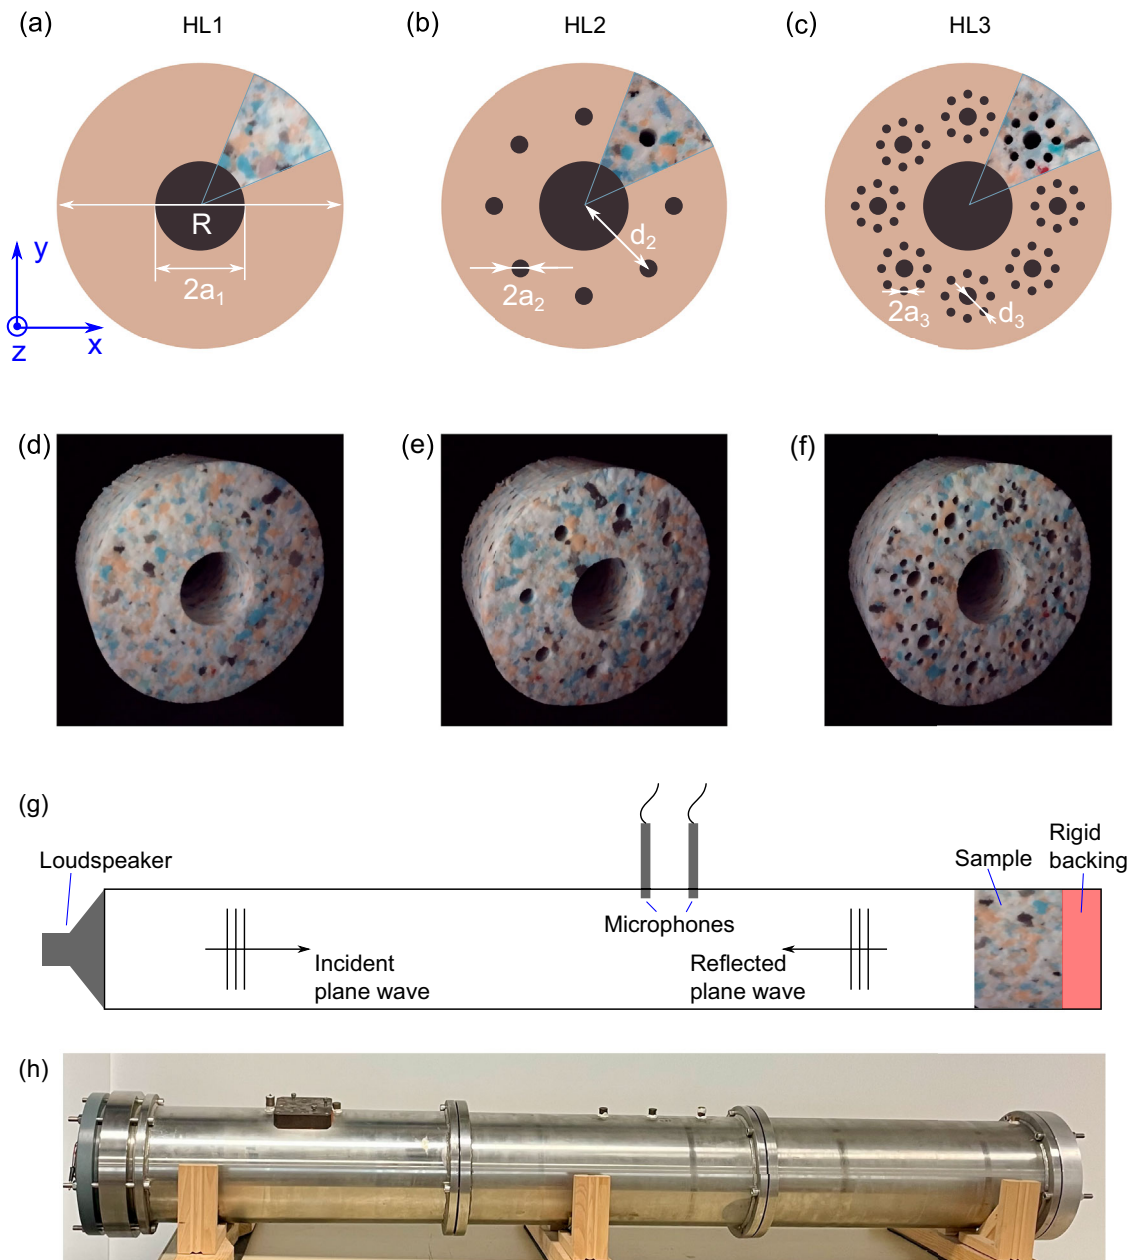 (a)
HL1
(b)
HL2
(c)
HL3
R
2a1
d2
2a2
2a3
d3
y
z
x
(d)
(e)
(f)
(g)
Loudspeaker
Incident
plane wave
Microphones
Reflected
plane wave
Sample
Rigid
backing
(h)